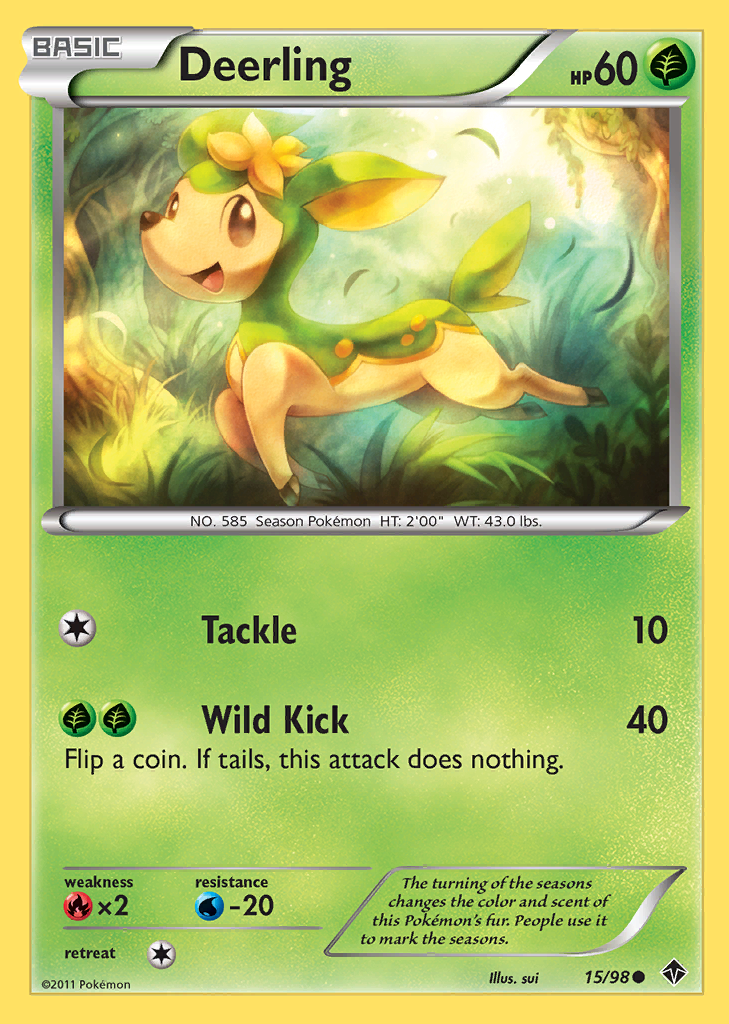 BASIC
Deerling
HP60
NO. 585 Season Pokémon HT: 2'00" WT: 43.0 lbs.
Tackle 10
Wild Kick 40
Flip a coin. If tails, this attack does nothing.
weakness resistance
×2 -20
retreat
The turning of the seasons
changes the color and scent of
this Pokémon's fur. People use it
to mark the seasons.
©2011 Pokémon
Illus. sui 15/98